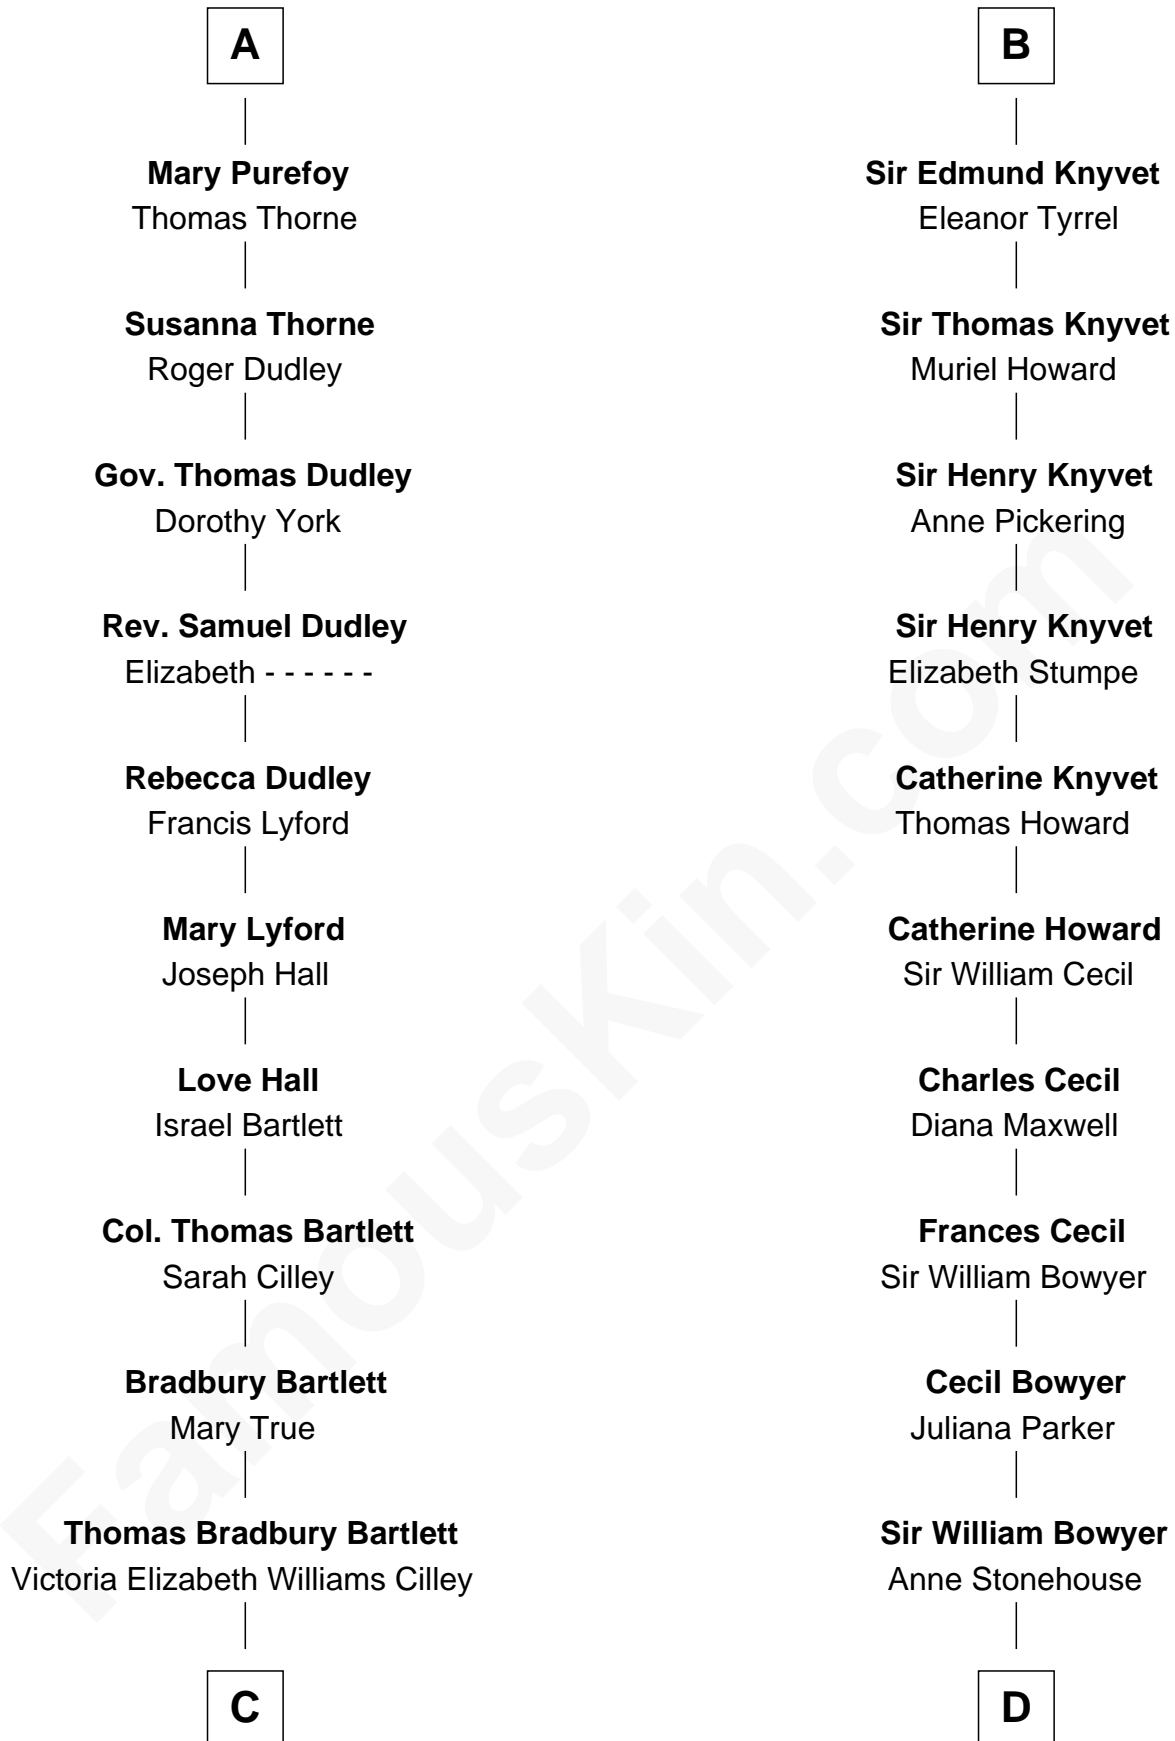 A
Mary Purefoy
Thomas Thorne
Susanna Thorne
Roger Dudley
Gov. Thomas Dudley
Dorothy York
Rev. Samuel Dudley
Elizabeth - - - - - -
Rebecca Dudley
Francis Lyford
Mary Lyford
Joseph Hall
Love Hall
Israel Bartlett
Col. Thomas Bartlett
Sarah Cilley
Bradbury Bartlett
Mary True
Thomas Bradbury Bartlett
Victoria Elizabeth Williams Cilley
C
B
Sir Edmund Knyvet
Eleanor Tyrrel
Sir Thomas Knyvet
Muriel Howard
Sir Henry Knyvet
Anne Pickering
Sir Henry Knyvet
Elizabeth Stumpe
Catherine Knyvet
Thomas Howard
Catherine Howard
Sir William Cecil
Charles Cecil
Diana Maxwell
Frances Cecil
Sir William Bowyer
Cecil Bowyer
Juliana Parker
Sir William Bowyer
Anne Stonehouse
D
FamousKin.com